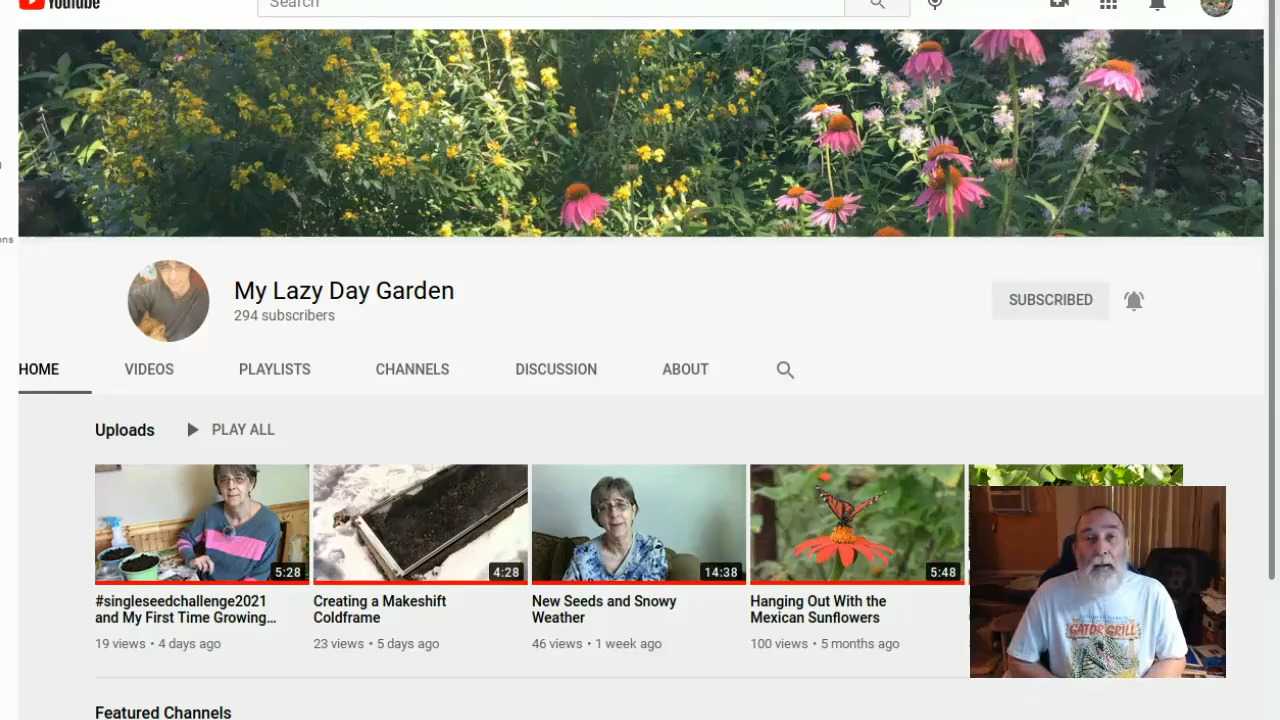 YouTube
Search
My Lazy Day Garden
294 subscribers
SUBSCRIBED
HOME VIDEOS PLAYLISTS CHANNELS DISCUSSION ABOUT
Uploads PLAY ALL
5:28 4:28 14:38 5:48
#singleseedchallenge2021
and My First Time Growing...
19 views • 4 days ago
Creating a Makeshift
Coldframe
23 views • 5 days ago
New Seeds and Snowy
Weather
46 views • 1 week ago
Hanging Out With the
Mexican Sunflowers
100 views • 5 months ago
GATOR GRILL
Featured Channels